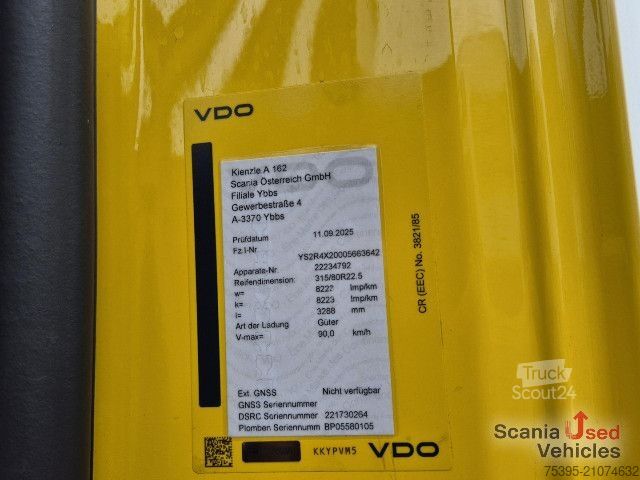 VDO
Kienzle A 162
Scania Österreich GmbH
Filiale Ybbs
Gewerbestraße 4
A-3370 Ybbs
Prüfdatum 11.09.2025
Fz.I-Nr YS2R4X20005663642
Apparate-Nr 22234792
Reifendimension: 315/80R22.5
w= 8222 Imp/km
k= 8223 Imp/km
l= 3288 mm
Art der Ladung Güter
V-max= 90,0 km/h
Ext. GNSS Nicht verfügbar
GNSS Seriennummer
DSRC Seriennummer 221730264
Plomben Seriennumm BP05580105
KKYPVM5 VDO
CR (EEC) No. 3821/85
Truck
Scout24
Scania Used
Vehicles
75395-21074632